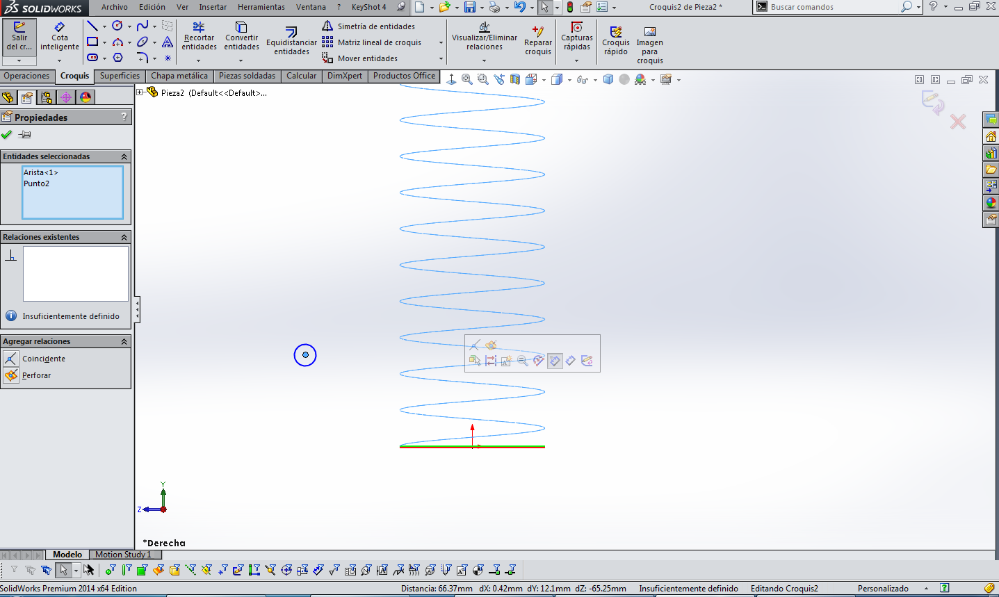 SOLIDWORKS Archivo Edición Ver Insertar Herramientas Ventana ? KeyShot 4 Croquis2 de Pieza2 * Buscar comandos ?
Salir del cr...
Cota inteligente
Recortar entidades
Convertir entidades
Equidistanciar entidades
Simetría de entidades
Matriz lineal de croquis
Mover entidades
Visualizar/Eliminar relaciones
Reparar croquis
Capturas rápidas
Croquis rápido
Imagen para croquis
Operaciones Croquis Superficies Chapa metálica Piezas soldadas Calcular DimXpert Productos Office
Pieza2 (Default<<Default>...
Propiedades ?
Entidades seleccionadas
Arista<1>
Punto2
Relaciones existentes
Insuficientemente definido
Agregar relaciones
Coincidente
Perforar
Y
Z
*Derecha
Modelo Motion Study 1
SolidWorks Premium 2014 x64 Edition Distancia: 66.37mm dX: 0.42mm dY: 12.1mm dZ: -65.25mm Insuficientemente definido Editando Croquis2 Personalizado ?